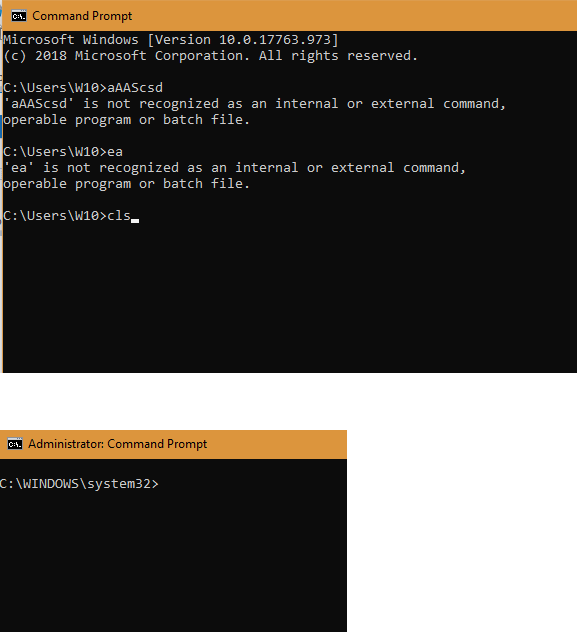 Command Prompt
Microsoft Windows [Version 10.0.17763.973]
(c) 2018 Microsoft Corporation. All rights reserved.
C:\Users\W10>aAAScsd
'aAAScsd' is not recognized as an internal or external command,
operable program or batch file.
C:\Users\W10>ea
'ea' is not recognized as an internal or external command,
operable program or batch file.
C:\Users\W10>cls
Administrator: Command Prompt
C:\WINDOWS\system32>